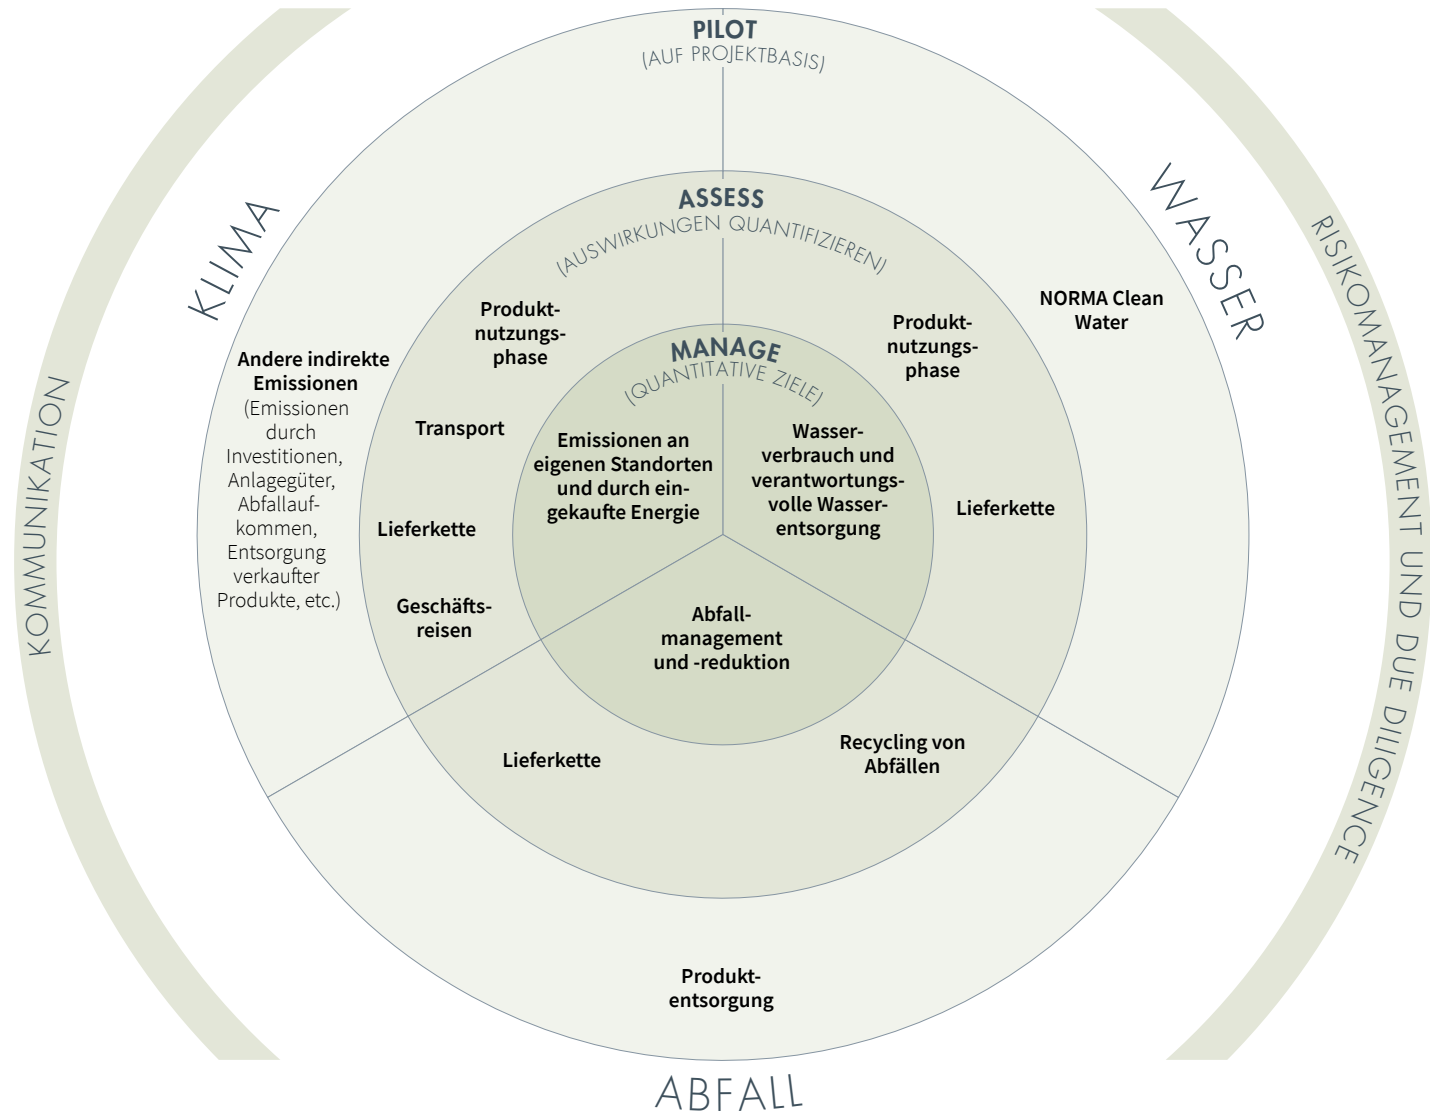 PILOT
(AUF PROJEKTBASIS)
ASSESS
(AUSWIRKUNGEN QUANTIFIZIEREN)
MANAGE
(QUANTITATIVE ZIELE)
KLIMA
Andere indirekte
Emissionen
(Emissionen
durch
Investitionen,
Anlagegüter,
Abfallauf-
kommen,
Entsorgung
verkaufter
Produkte, etc.)
Produkt-
nutzungs-
phase
Transport
Lieferkette
Geschäfts-
reisen
Emissionen an
eigenen Standorten
und durch ein-
gekaufte Energie
WASSER
Wasser-
verbrauch und
verantwortungs-
volle Wasser-
entsorgung
Produkt-
nutzungs-
phase
Lieferkette
NORMA Clean
Water
Abfall-
management
und -reduktion
Lieferkette
Recycling von
Abfällen
Produkt-
entsorgung
ABFALL
KOMMUNIKATION
RISIKOMANAGEMENT UND DUE DILIGENCE